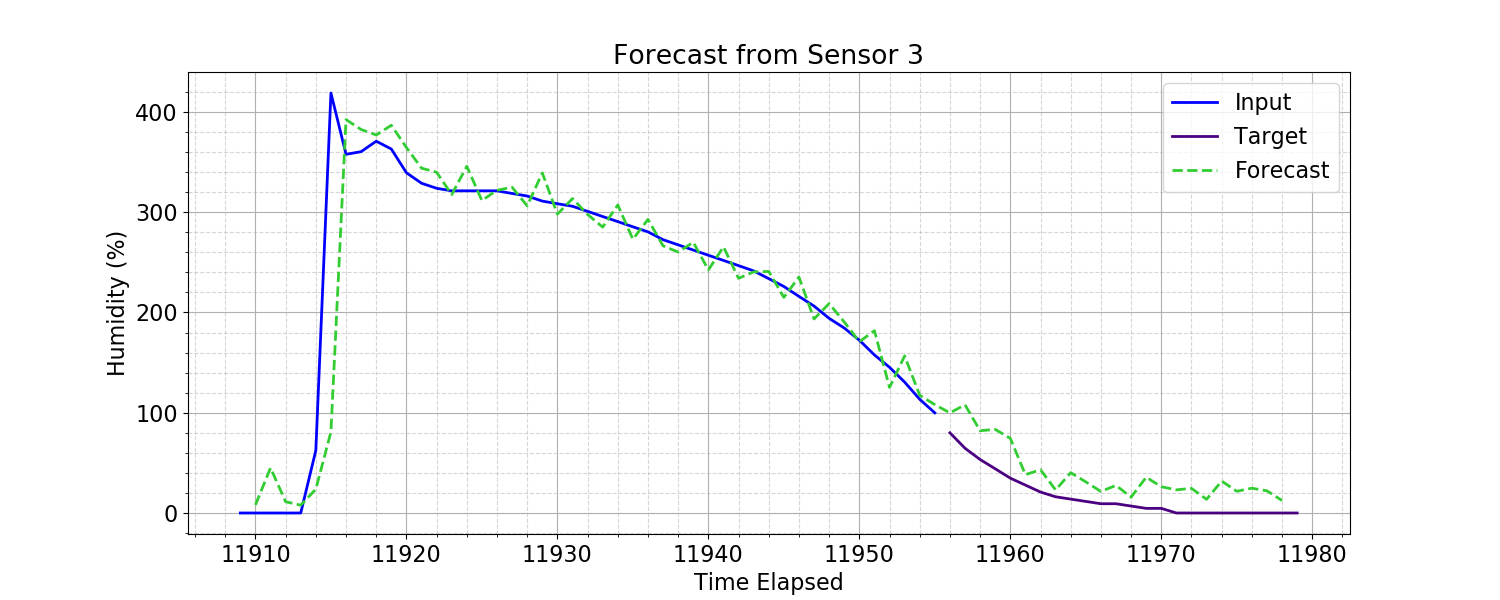 Forecast from Sensor 3
Humidity (%)
400
300
200
100
0
Input
Target
Forecast
11910 11920 11930 11940 11950 11960 11970 11980
Time Elapsed